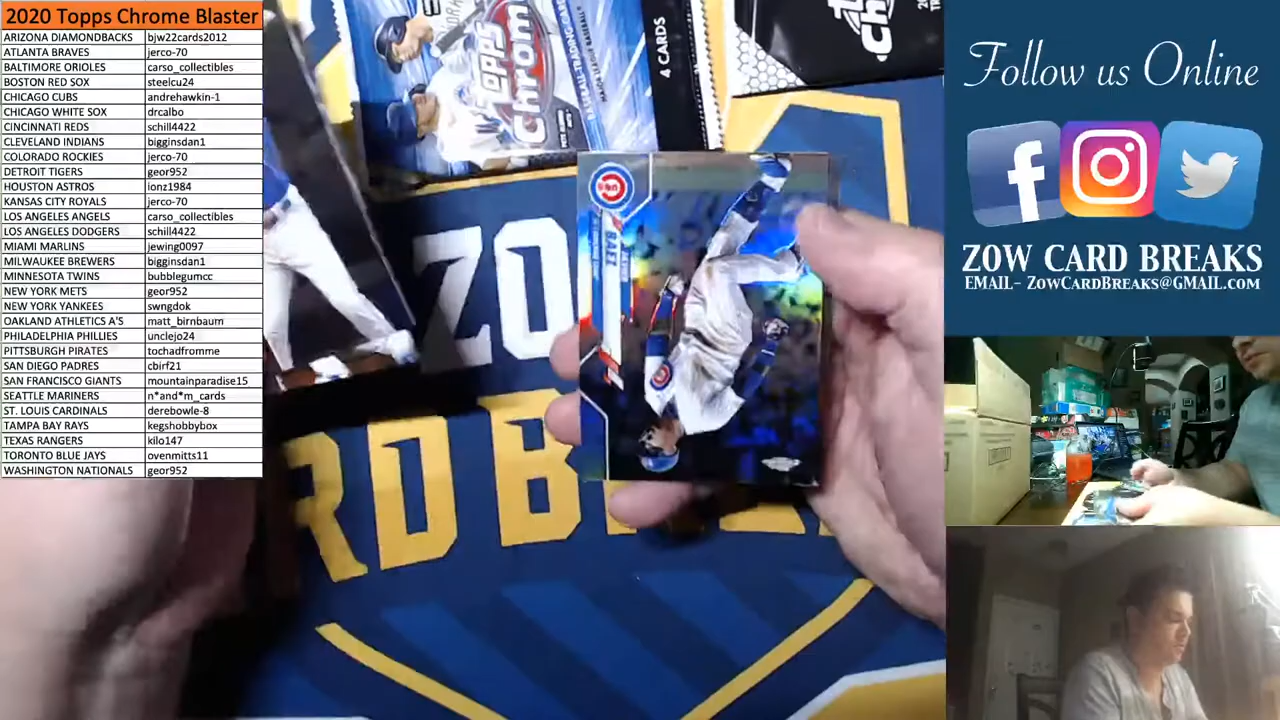 2020 Topps Chrome Blaster
ARIZONA DIAMONDBACKS bjw22cards2012
ATLANTA BRAVES jerco-70
BALTIMORE ORIOLES carso_collectibles
BOSTON RED SOX steelcu24
CHICAGO CUBS andrehawkin-1
CHICAGO WHITE SOX drcalbo
CINCINNATI REDS schill4422
CLEVELAND INDIANS bigginsdan1
COLORADO ROCKIES jerco-70
DETROIT TIGERS geor952
HOUSTON ASTROS ionz1984
KANSAS CITY ROYALS jerco-70
LOS ANGELES ANGELS carso_collectibles
LOS ANGELES DODGERS schill4422
MIAMI MARLINS jewing0097
MILWAUKEE BREWERS bigginsdan1
MINNESOTA TWINS bubblegumcc
NEW YORK METS geor952
NEW YORK YANKEES swngdok
OAKLAND ATHLETICS A'S matt_birnbaum
PHILADELPHIA PHILLIES unclejo24
PITTSBURGH PIRATES tochadfromme
SAN DIEGO PADRES cbirf21
SAN FRANCISCO GIANTS mountainparadise15
SEATTLE MARINERS n*and*m_cards
ST. LOUIS CARDINALS derebowle-8
TAMPA BAY RAYS kegshobbybox
TEXAS RANGERS kilo147
TORONTO BLUE JAYS ovenmitts11
WASHINGTON NATIONALS geor952
Topps
Chrome
4 CARDS
Ch
BAEZ
ZO
RDB
Follow us Online
ZOW CARD BREAKS
EMAIL- ZOWCARDBREAKS@GMAIL.COM